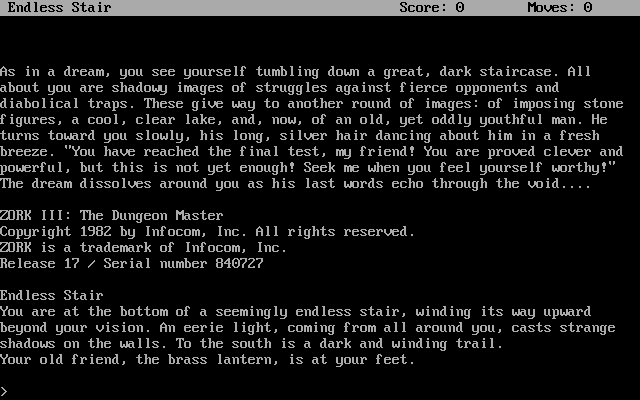 Endless Stair Score: 0 Moves: 0
As in a dream, you see yourself tumbling down a great, dark staircase. All
about you are shadowy images of struggles against fierce opponents and
diabolical traps. These give way to another round of images: of imposing stone
figures, a cool, clear lake, and, now, of an old, yet oddly youthful man. He
turns toward you slowly, his long, silver hair dancing about him in a fresh
breeze. "You have reached the final test, my friend! You are proved clever and
powerful, but this is not yet enough! Seek me when you feel yourself worthy!"
The dream dissolves around you as his last words echo through the void....
ZORK III: The Dungeon Master
Copyright 1982 by Infocom, Inc. All rights reserved.
ZORK is a trademark of Infocom, Inc.
Release 17 / Serial number 840727
Endless Stair
You are at the bottom of a seemingly endless stair, winding its way upward
beyond your vision. An eerie light, coming from all around you, casts strange
shadows on the walls. To the south is a dark and winding trail.
Your old friend, the brass lantern, is at your feet.
>